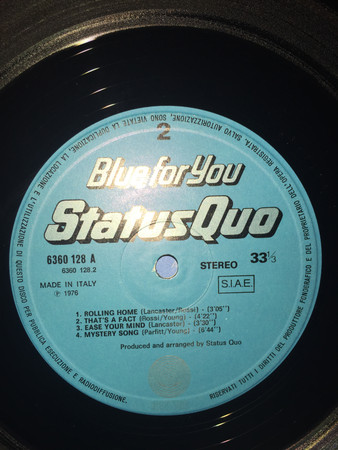 SALVO AUTORIZZAZIONE, SONO VIETATE LA DUPLICAZIONE, LA LOCAZIONE E L'UTILIZZAZIONE DI QUESTO DISCO PER PUBBLICA ESECUZIONE E RADIODIFFUSIONE.
RISERVATI TUTTI I DIRITTI DEL PRODUTTORE FONOGRAFICO E DEL PROPRIETARIO DELL'OPERA REGISTRATA.
2
Blue for You
Status Quo
6360 128 A
6360 128.2
STEREO
33⅓
MADE IN ITALY
℗ 1976
S.I.A.E.
1. ROLLING HOME (Lancaster/Rossi) - (3'05")
2. THAT'S A FACT (Rossi/Young) - (4'22")
3. EASE YOUR MIND (Lancaster) - (3'30")
4. MYSTERY SONG (Parfitt/Young) - (6'44")
Produced and arranged by Status Quo